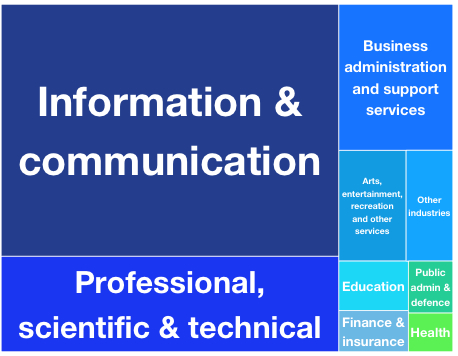 Information &
communication
Professional,
scientific & technical
Business
administration
and support
services
Arts,
entertainment,
recreation
and other
services
Other
industries
Education
Public
admin &
defence
Finance &
insurance
Health